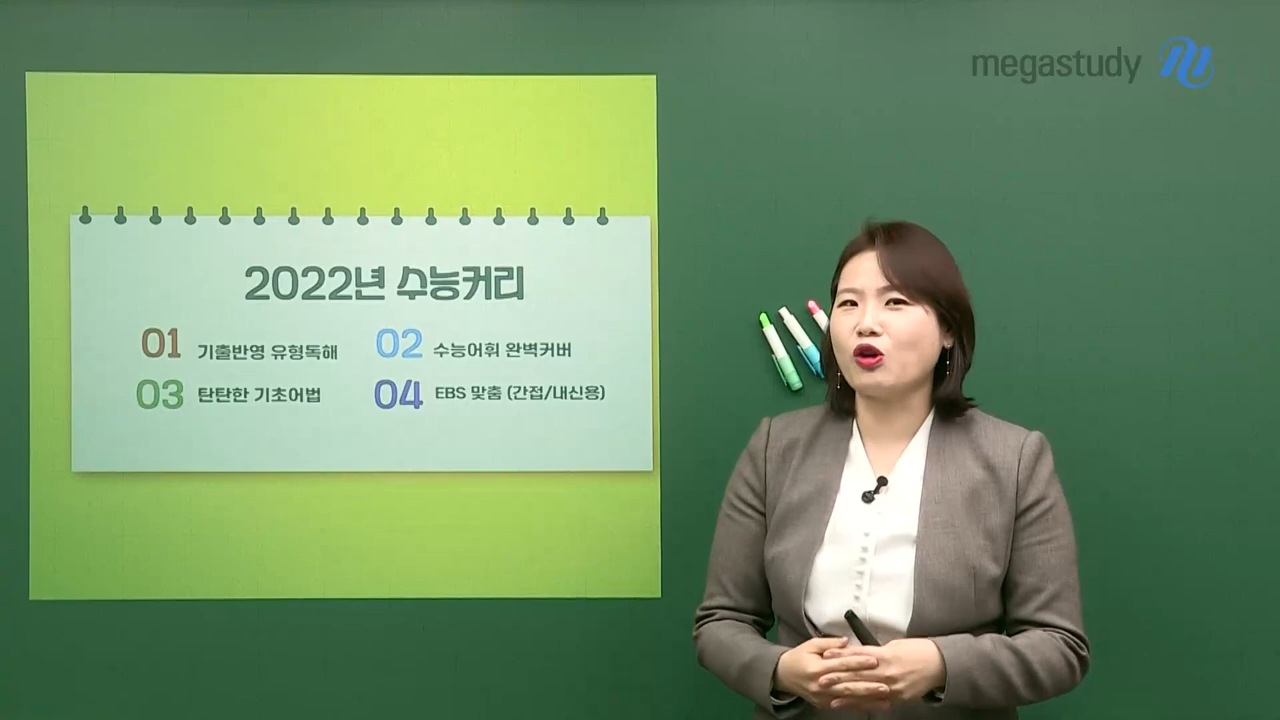 megastudy
2022년 수능커리
01 기출반영 유형독해
02 수능어휘 완벽커버
03 탄탄한 기초어법
04 EBS 맞춤 (간접/내신용)